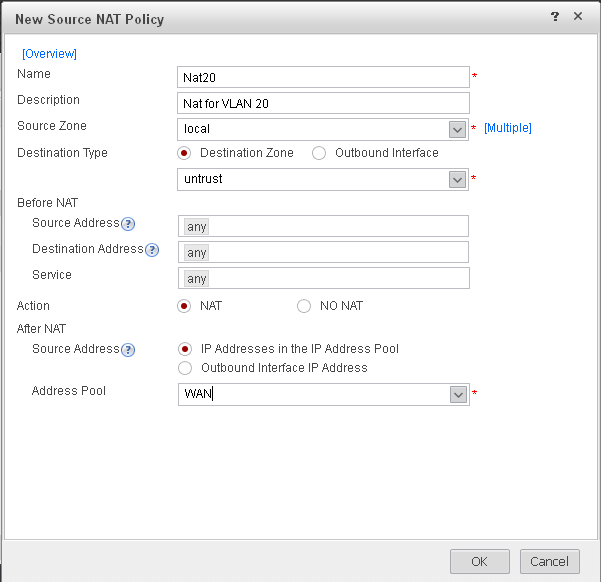 New Source NAT Policy ? ×
[Overview]
Name Nat20 *
Description Nat for VLAN 20
Source Zone local * [Multiple]
Destination Type Destination Zone Outbound Interface
untrust *
Before NAT
Source Address ? any
Destination Address ? any
Service any
Action NAT NO NAT
After NAT
Source Address ? IP Addresses in the IP Address Pool
Outbound Interface IP Address
Address Pool WAN *
OK Cancel